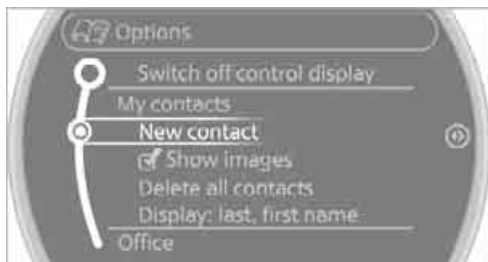 Options
Switch off control display
My contacts
New contact
Show images
Delete all contacts
Display: last, first name
Office